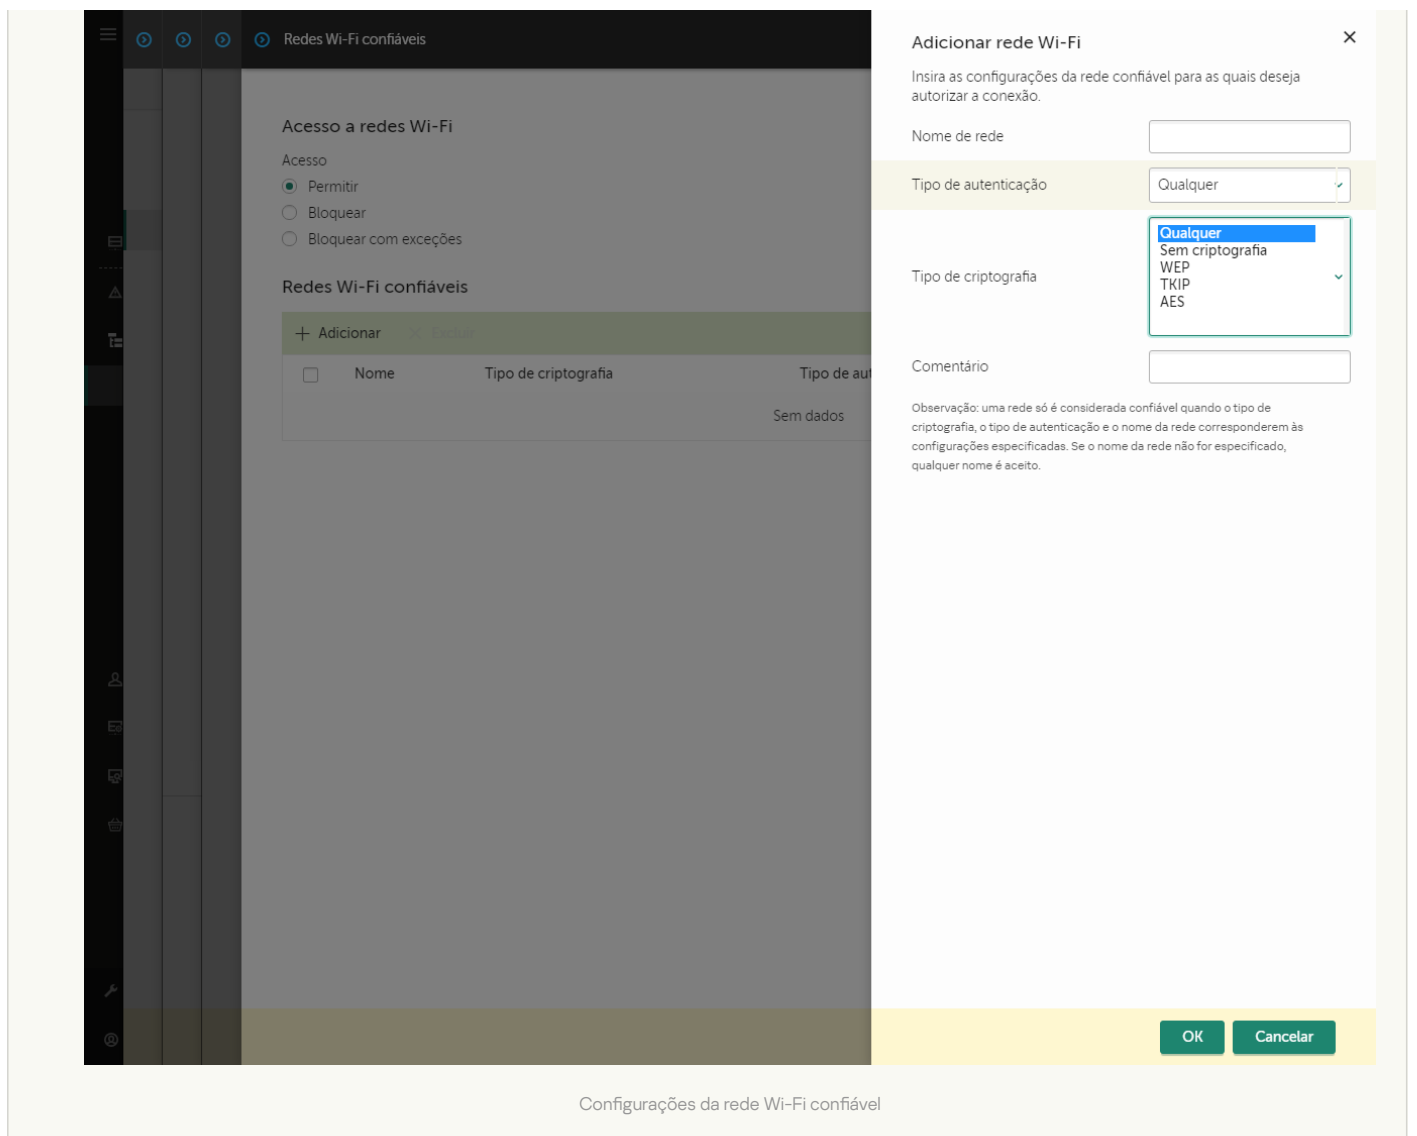 Redes Wi-Fi confiáveis
Acesso a redes Wi-Fi
Acesso
Permitir
Bloquear
Bloquear com exceções
Redes Wi-Fi confiáveis
Adicionar
Excluir
Nome
Tipo de criptografia
Tipo de aut
Sem dados
Adicionar rede Wi-Fi
Insira as configurações da rede confiável para as quais deseja
autorizar a conexão.
Nome de rede
Tipo de autenticação
Qualquer
Tipo de criptografia
Qualquer
Sem criptografia
WEP
TKIP
AES
Comentário
Observação: uma rede só é considerada confiável quando o tipo de
criptografia, o tipo de autenticação e o nome da rede corresponderem às
configurações especificadas. Se o nome da rede não for especificado,
qualquer nome é aceito.
OK
Cancelar
Configurações da rede Wi-Fi confiável